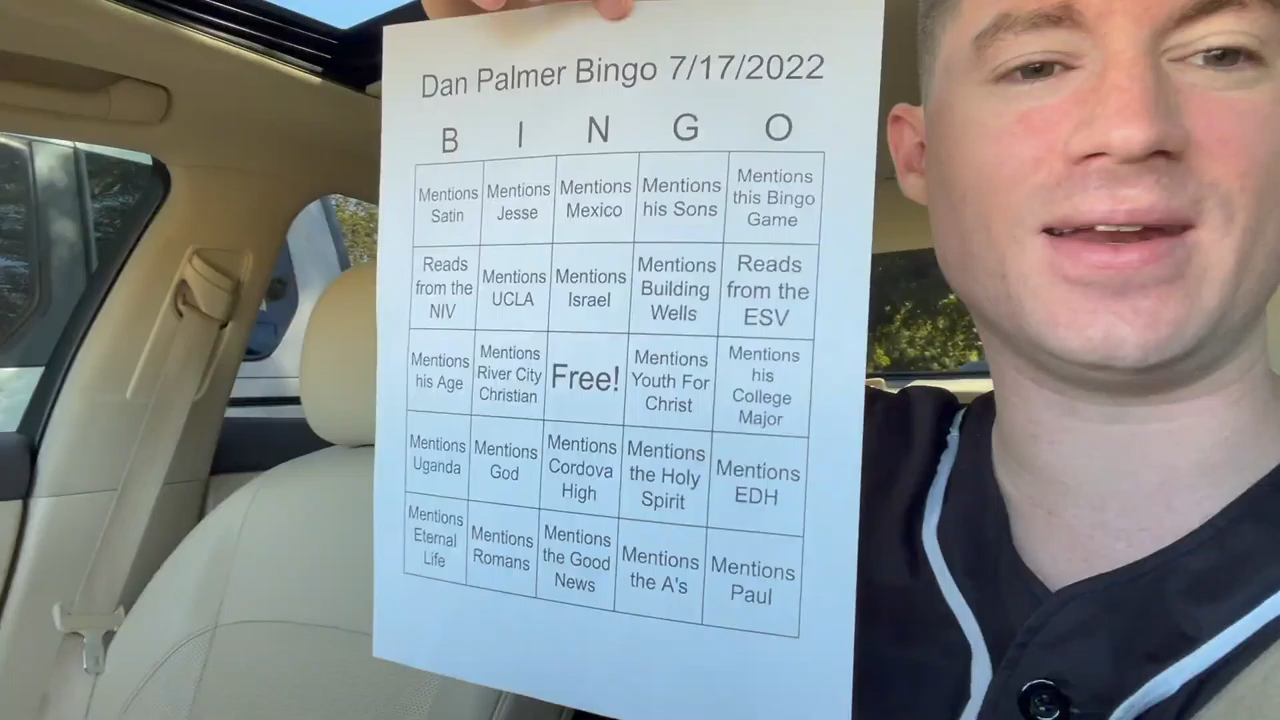 Dan Palmer Bingo 7/17/2022
B I N G O
Mentions
Satin
Mentions
Jesse
Mentions
Mexico
Mentions
his Sons
Mentions
this Bingo
Game
Reads
from the
NIV
Mentions
UCLA
Mentions
Israel
Mentions
Building
Wells
Reads
from the
ESV
Mentions
his Age
Mentions
River City
Christian
Free!
Mentions
Youth For
Christ
Mentions
his
College
Major
Mentions
Uganda
Mentions
God
Mentions
Cordova
High
Mentions
the Holy
Spirit
Mentions
EDH
Mentions
Eternal
Life
Mentions
Romans
Mentions
the Good
News
Mentions
the A's
Mentions
Paul